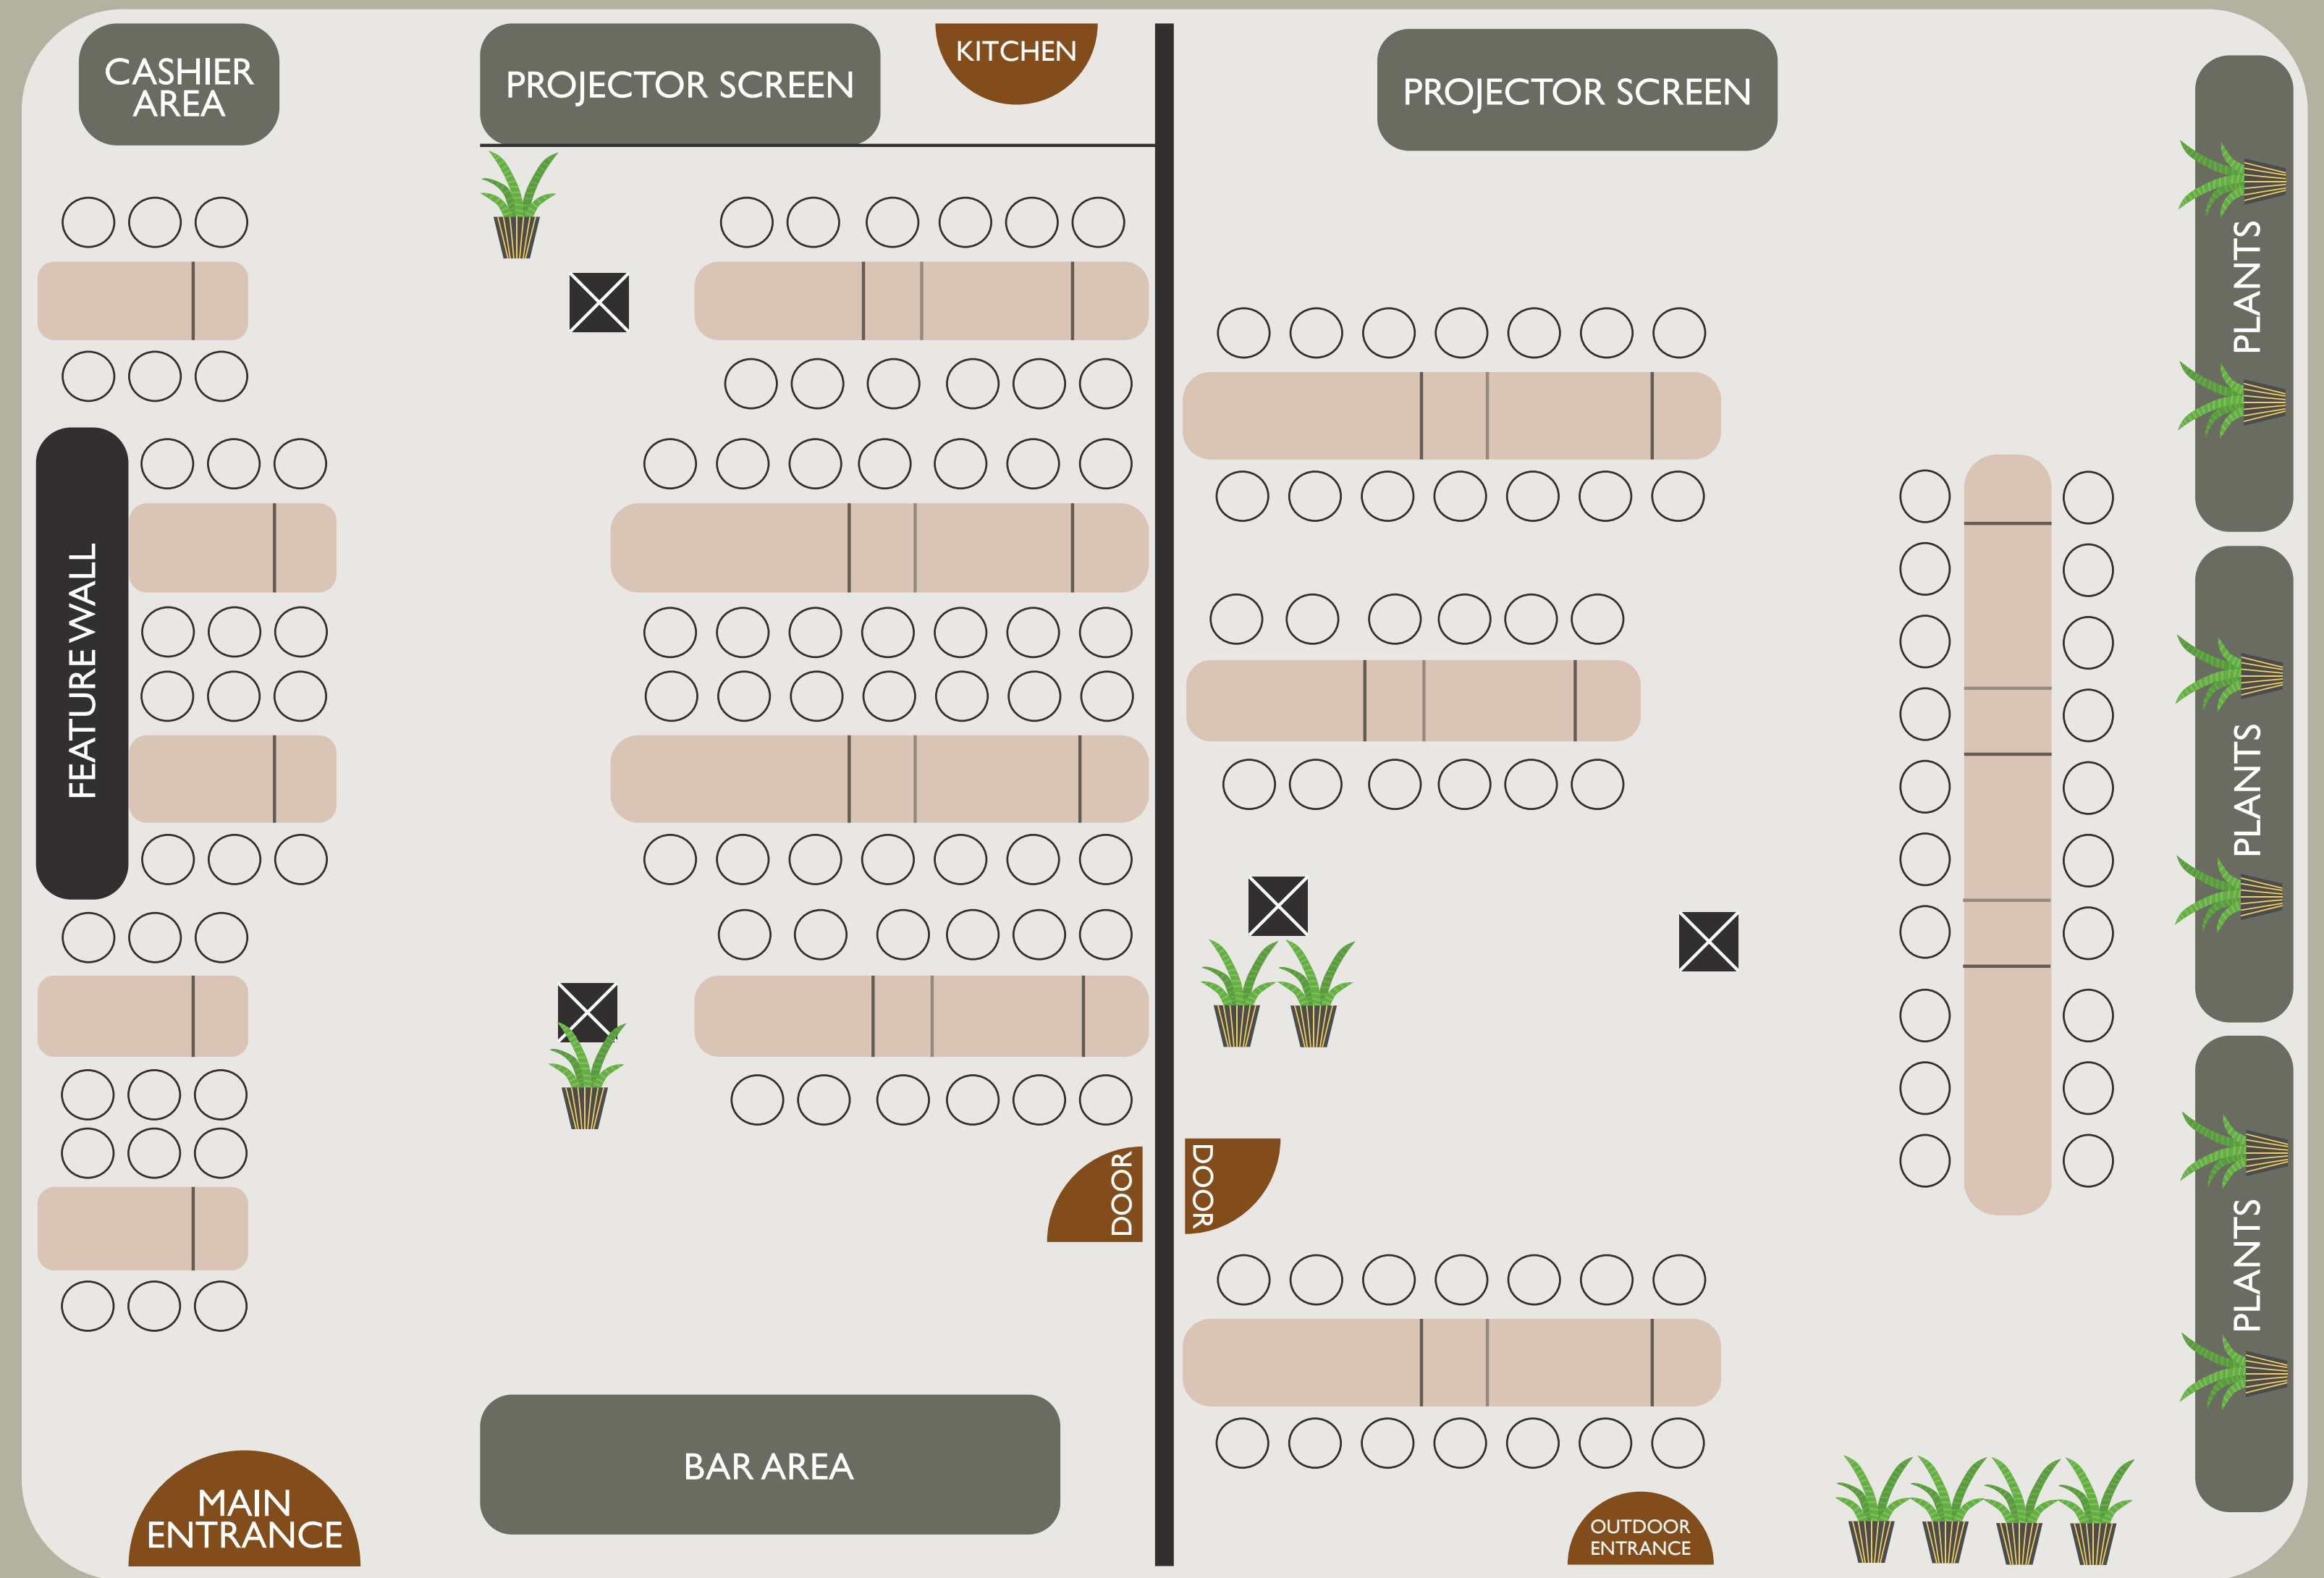 CASHIER
AREA
PROJECTOR SCREEN
KITCHEN
PROJECTOR SCREEN
PLANTS
FEATURE WALL
PLANTS
DOOR
DOOR
PLANTS
BAR AREA
MAIN
ENTRANCE
OUTDOOR
ENTRANCE